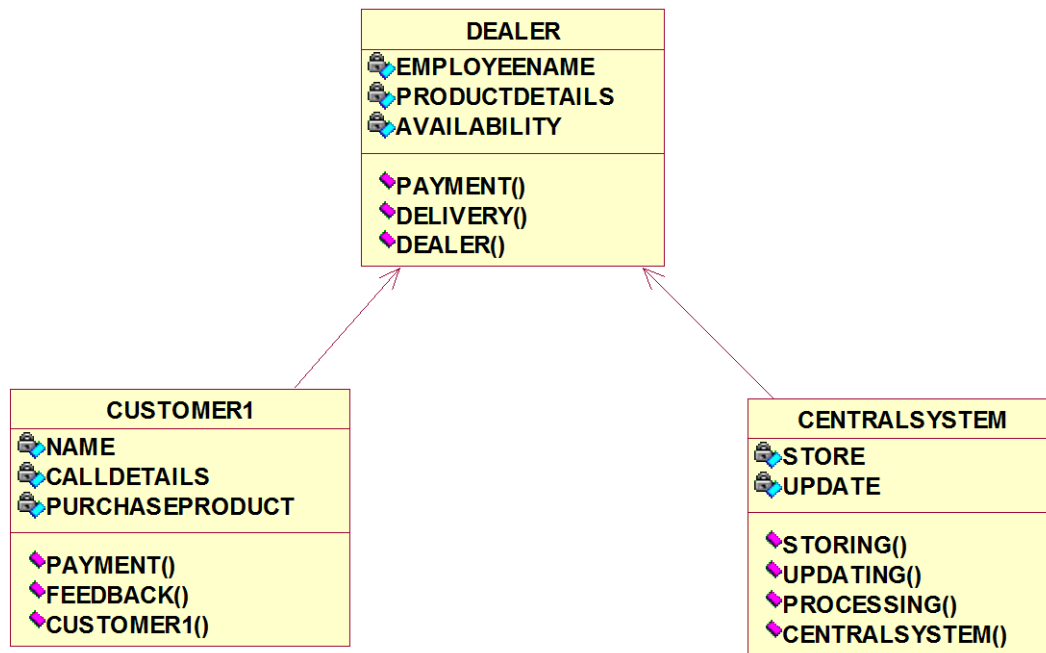 DEALER
EMPLOYEENAME
PRODUCTDETAILS
AVAILABILITY
PAYMENT()
DELIVERY()
DEALER()
CUSTOMER1
NAME
CALLDETAILS
PURCHASEPRODUCT
PAYMENT()
FEEDBACK()
CUSTOMER1()
CENTRALSYSTEM
STORE
UPDATE
STORING()
UPDATING()
PROCESSING()
CENTRALSYSTEM()